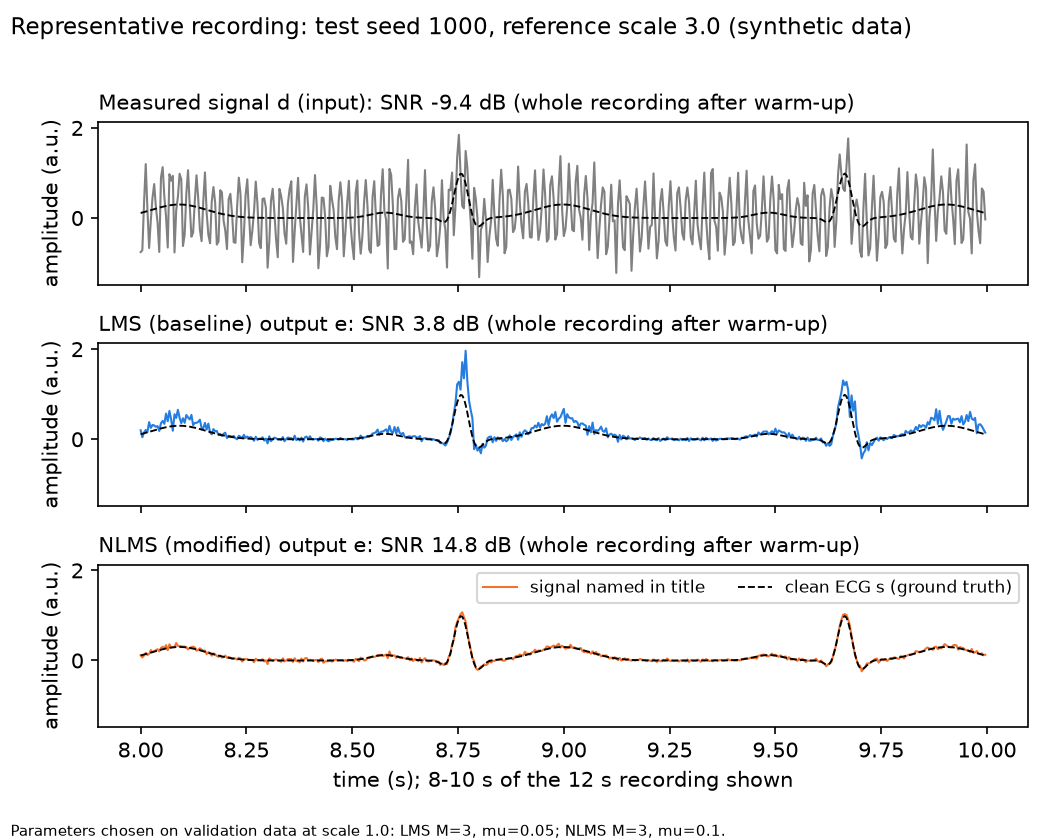 Representative recording: test seed 1000, reference scale 3.0 (synthetic data)
Measured signal d (input): SNR -9.4 dB (whole recording after warm-up)
amplitude (a.u.)
2
0
LMS (baseline) output e: SNR 3.8 dB (whole recording after warm-up)
amplitude (a.u.)
2
0
NLMS (modified) output e: SNR 14.8 dB (whole recording after warm-up)
amplitude (a.u.)
2
0
signal named in title
clean ECG s (ground truth)
8.00 8.25 8.50 8.75 9.00 9.25 9.50 9.75 10.00
time (s); 8-10 s of the 12 s recording shown
Parameters chosen on validation data at scale 1.0: LMS M=3, mu=0.05; NLMS M=3, mu=0.1.